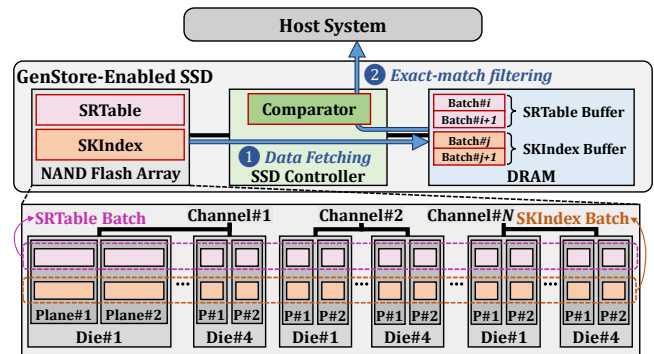 Host System
GenStore-Enabled SSD
2 Exact-match filtering
SRTable
SKIndex
NAND Flash Array
Comparator
1 Data Fetching
SSD Controller
Batch#i
Batch#i+1
SRTable Buffer
Batch#j
Batch#j+1
SKIndex Buffer
DRAM
SRTable Batch
Channel#1
Channel#2
Channel#N
SKIndex Batch
... ... ... ...
Plane#1 Plane#2 P#1 P#2 P#1 P#2 P#1 P#2 P#1 P#2 P#1 P#2
Die#1 Die#4 Die#1 Die#4 Die#1 Die#4